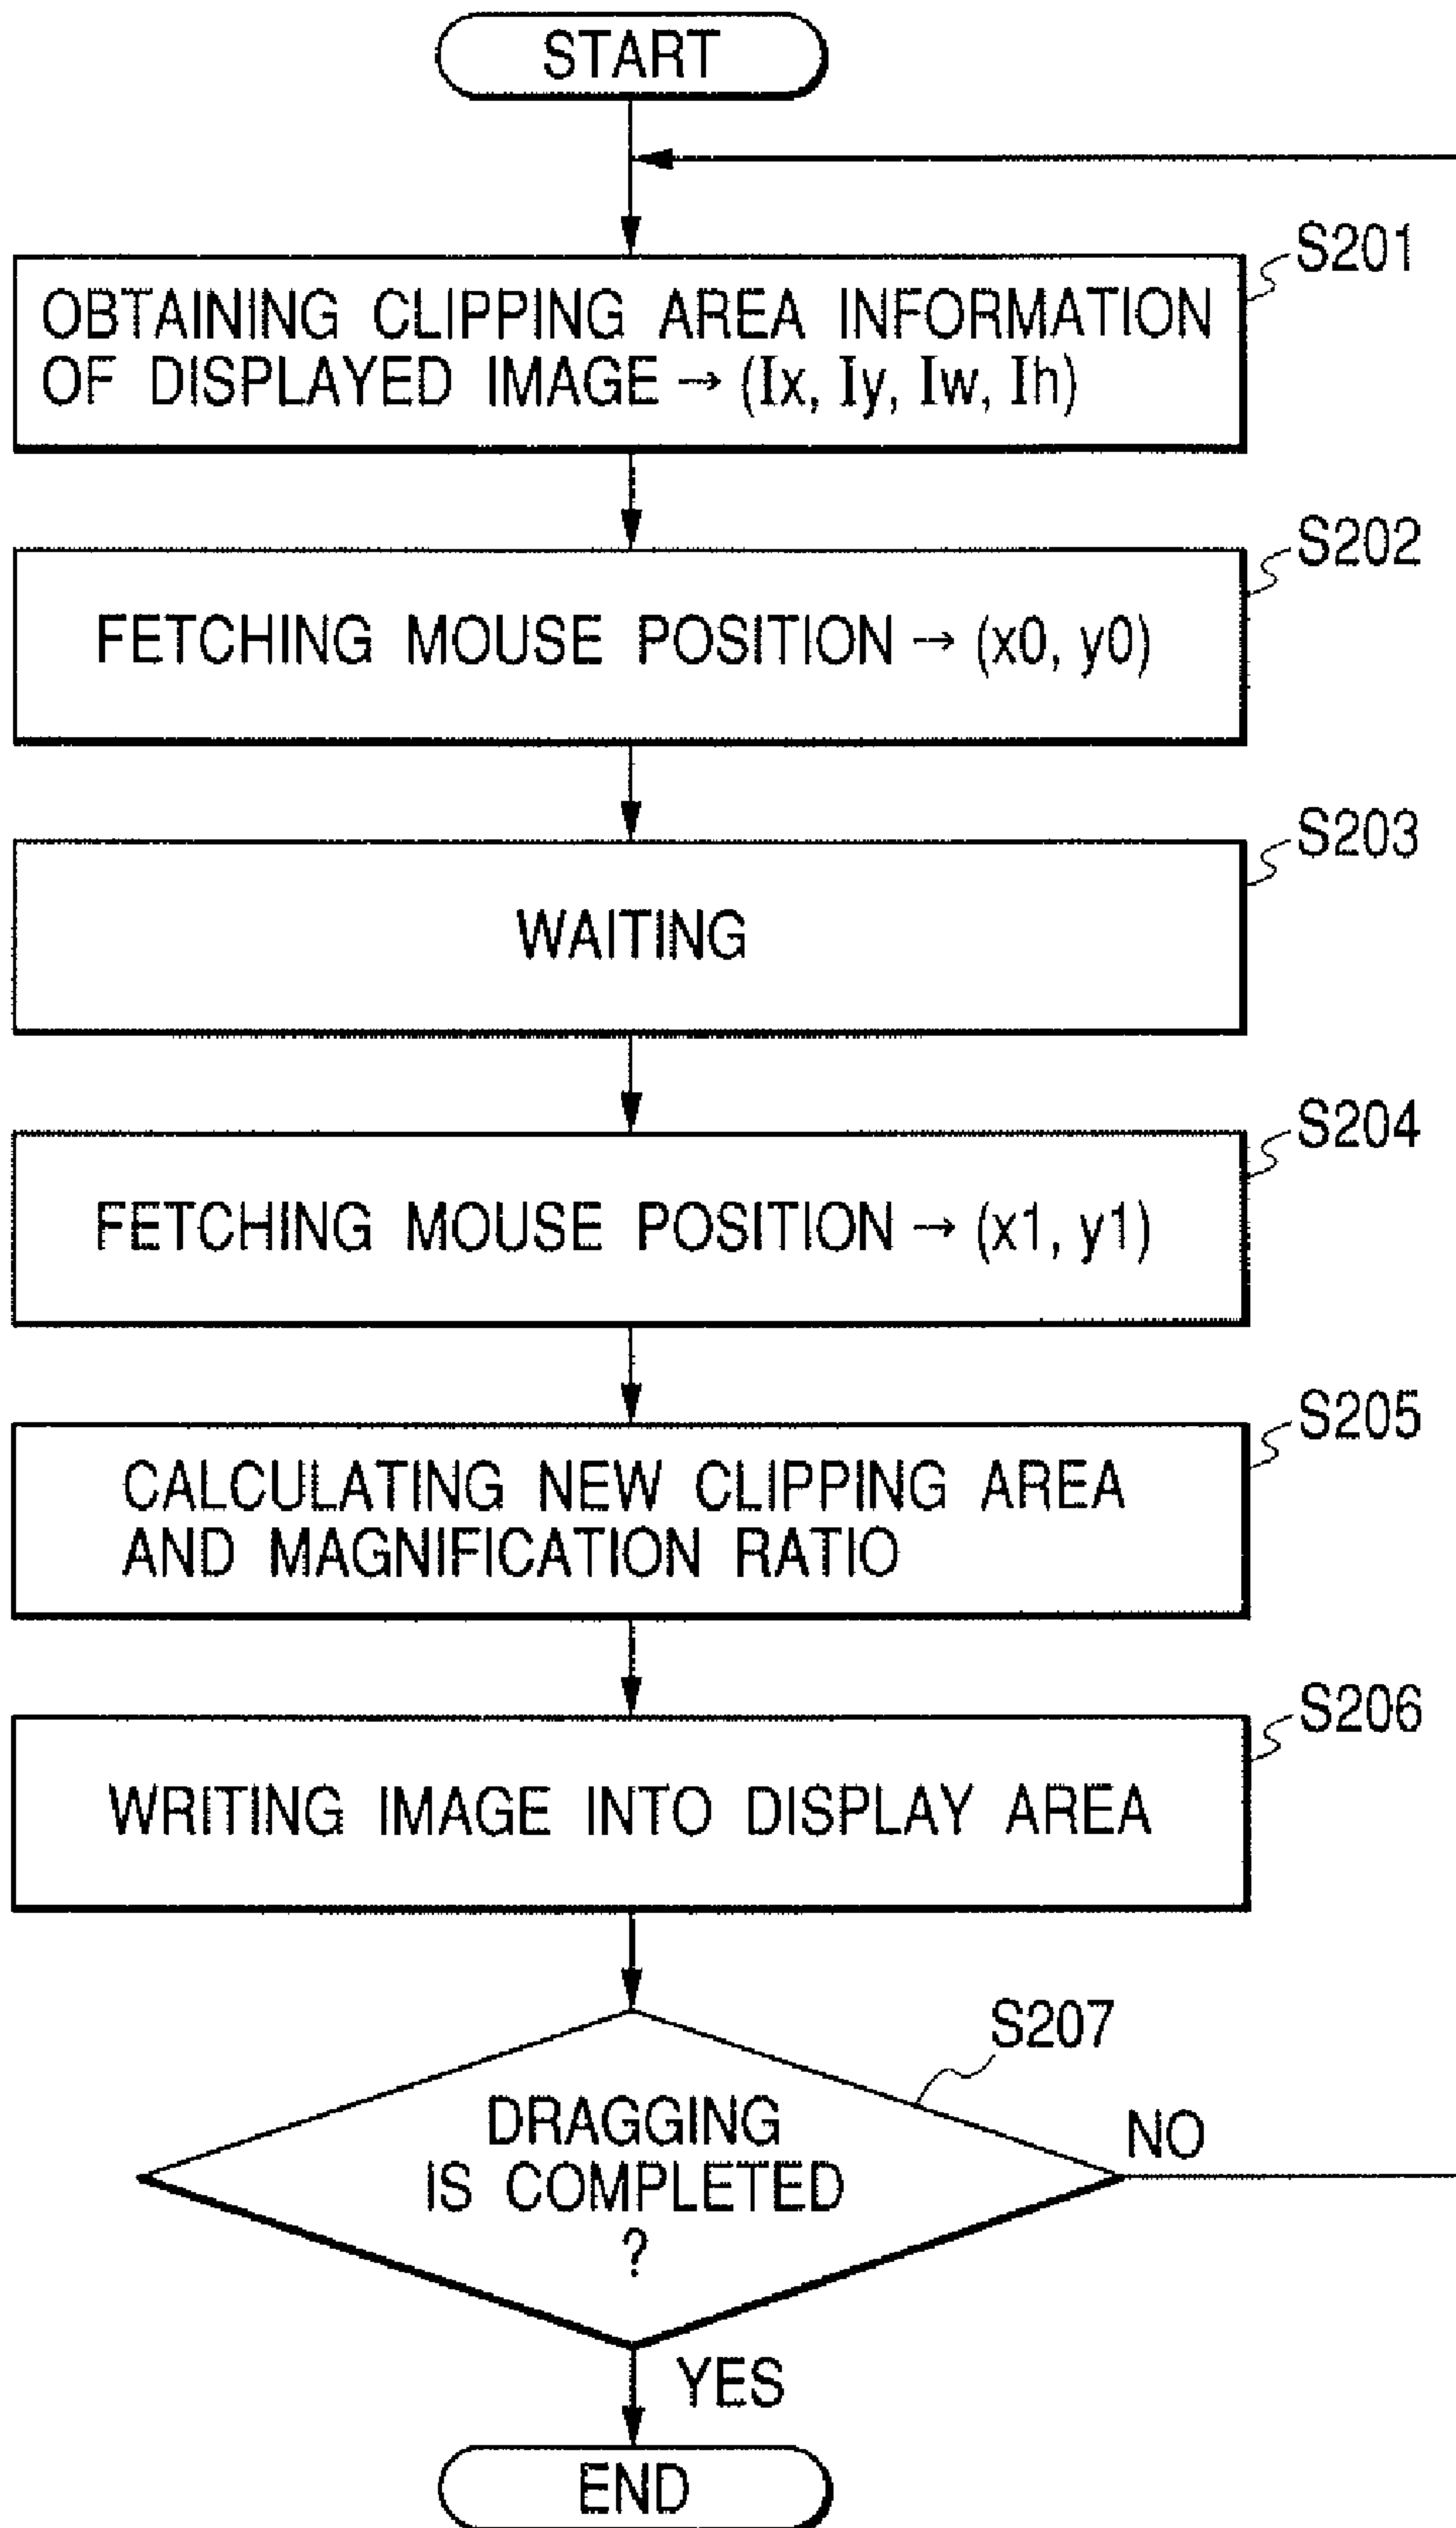 START
S201
OBTAINING CLIPPING AREA INFORMATION
OF DISPLAYED IMAGE → (Ix, Iy, Iw, Ih)
S202
FETCHING MOUSE POSITION → (x0, y0)
S203
WAITING
S204
FETCHING MOUSE POSITION → (x1, y1)
S205
CALCULATING NEW CLIPPING AREA
AND MAGNIFICATION RATIO
S206
WRITING IMAGE INTO DISPLAY AREA
S207
DRAGGING
IS COMPLETED
?
NO
YES
END